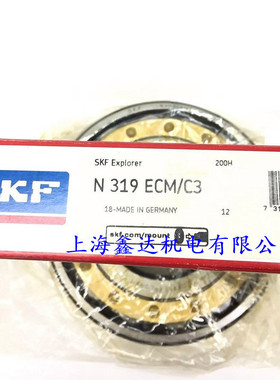 SKF Explorer 200H
SKF
N 319 ECM/C3
18-MADE IN GERMANY 12
skf.com/mount
上海鑫达机电有限公司